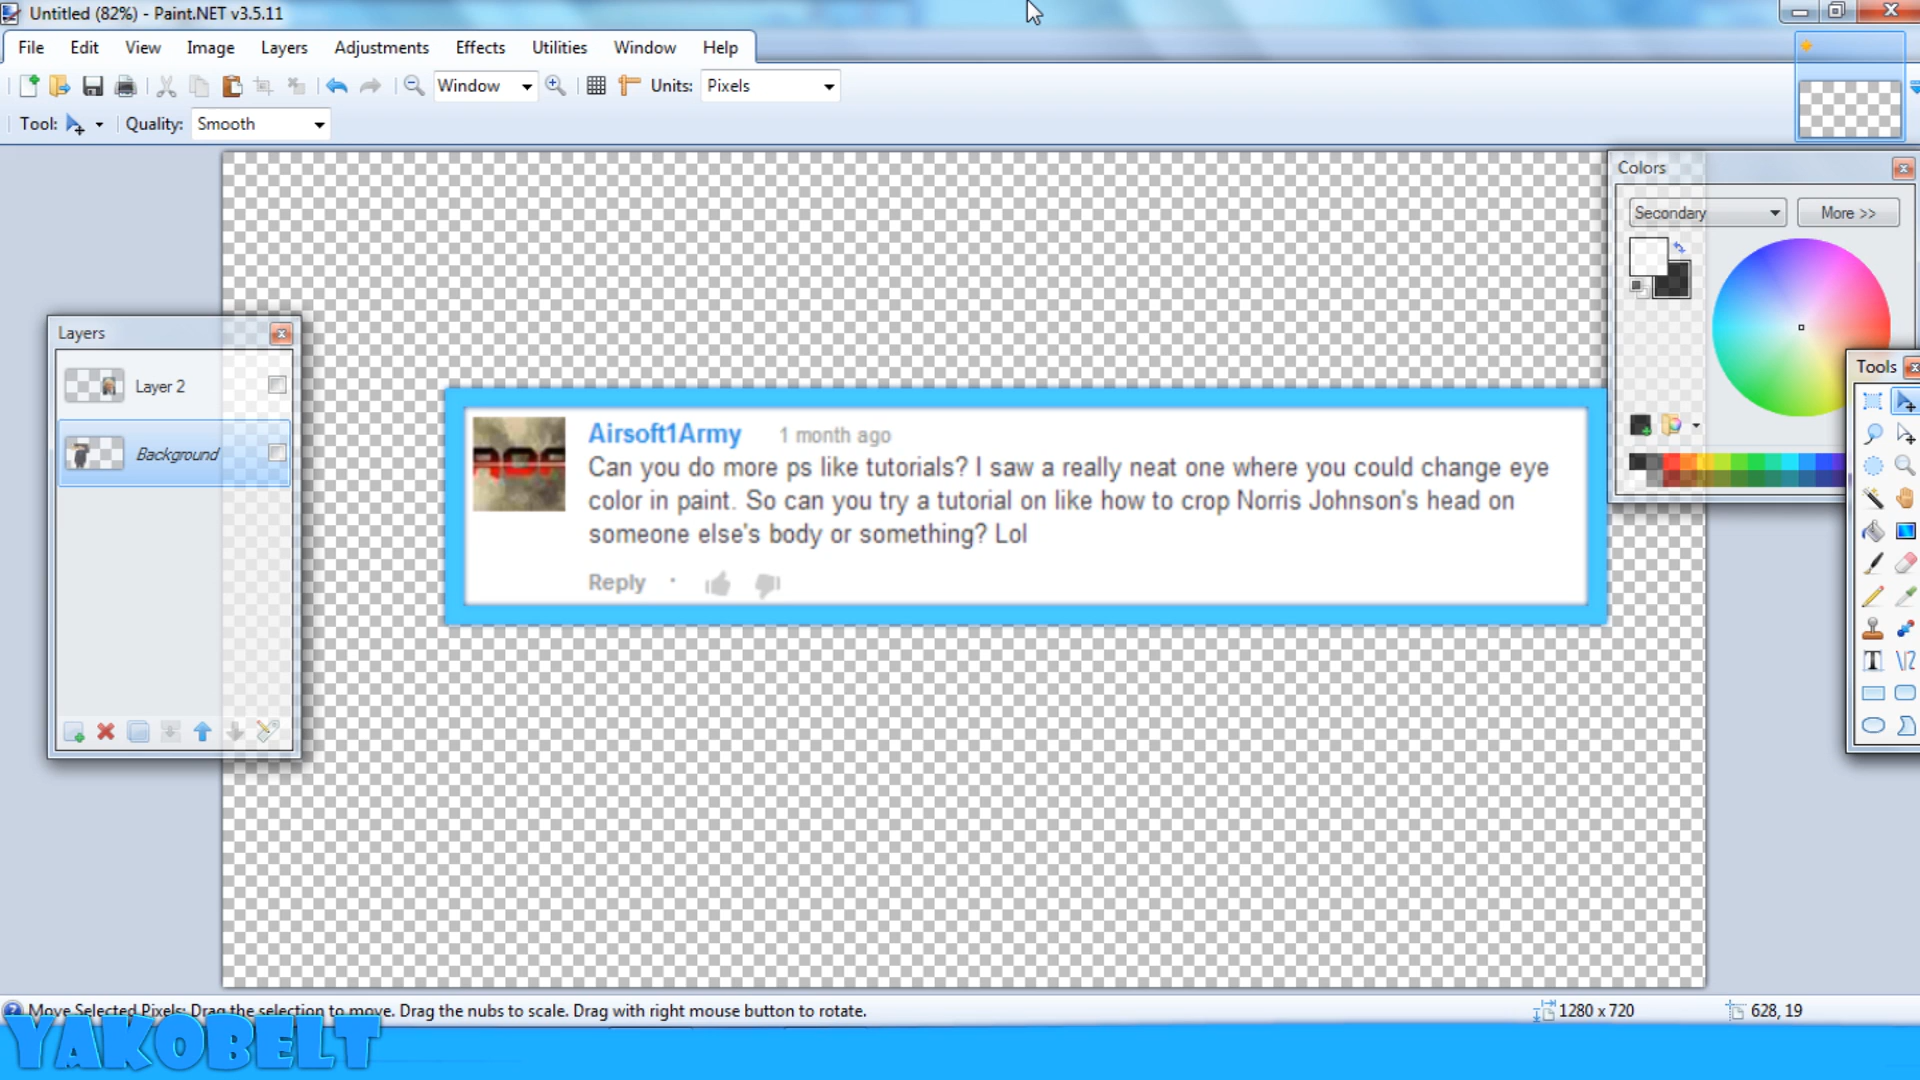 Untitled (82%) - Paint.NET v3.5.11
File Edit View Image Layers Adjustments Effects Utilities Window Help
Window Units: Pixels
Tool: Quality: Smooth
Colors
Secondary More >>
Layers
Layer 2
Background
Tools
Airsoft1Army 1 month ago
Can you do more ps like tutorials? I saw a really neat one where you could change eye
color in paint. So can you try a tutorial on like how to crop Norris Johnson's head on
someone else's body or something? Lol
Reply ·
Move Selected Pixels: Drag the selection to move. Drag the nubs to scale. Drag with right mouse button to rotate.
1280 x 720
628, 19
YAKOBELT